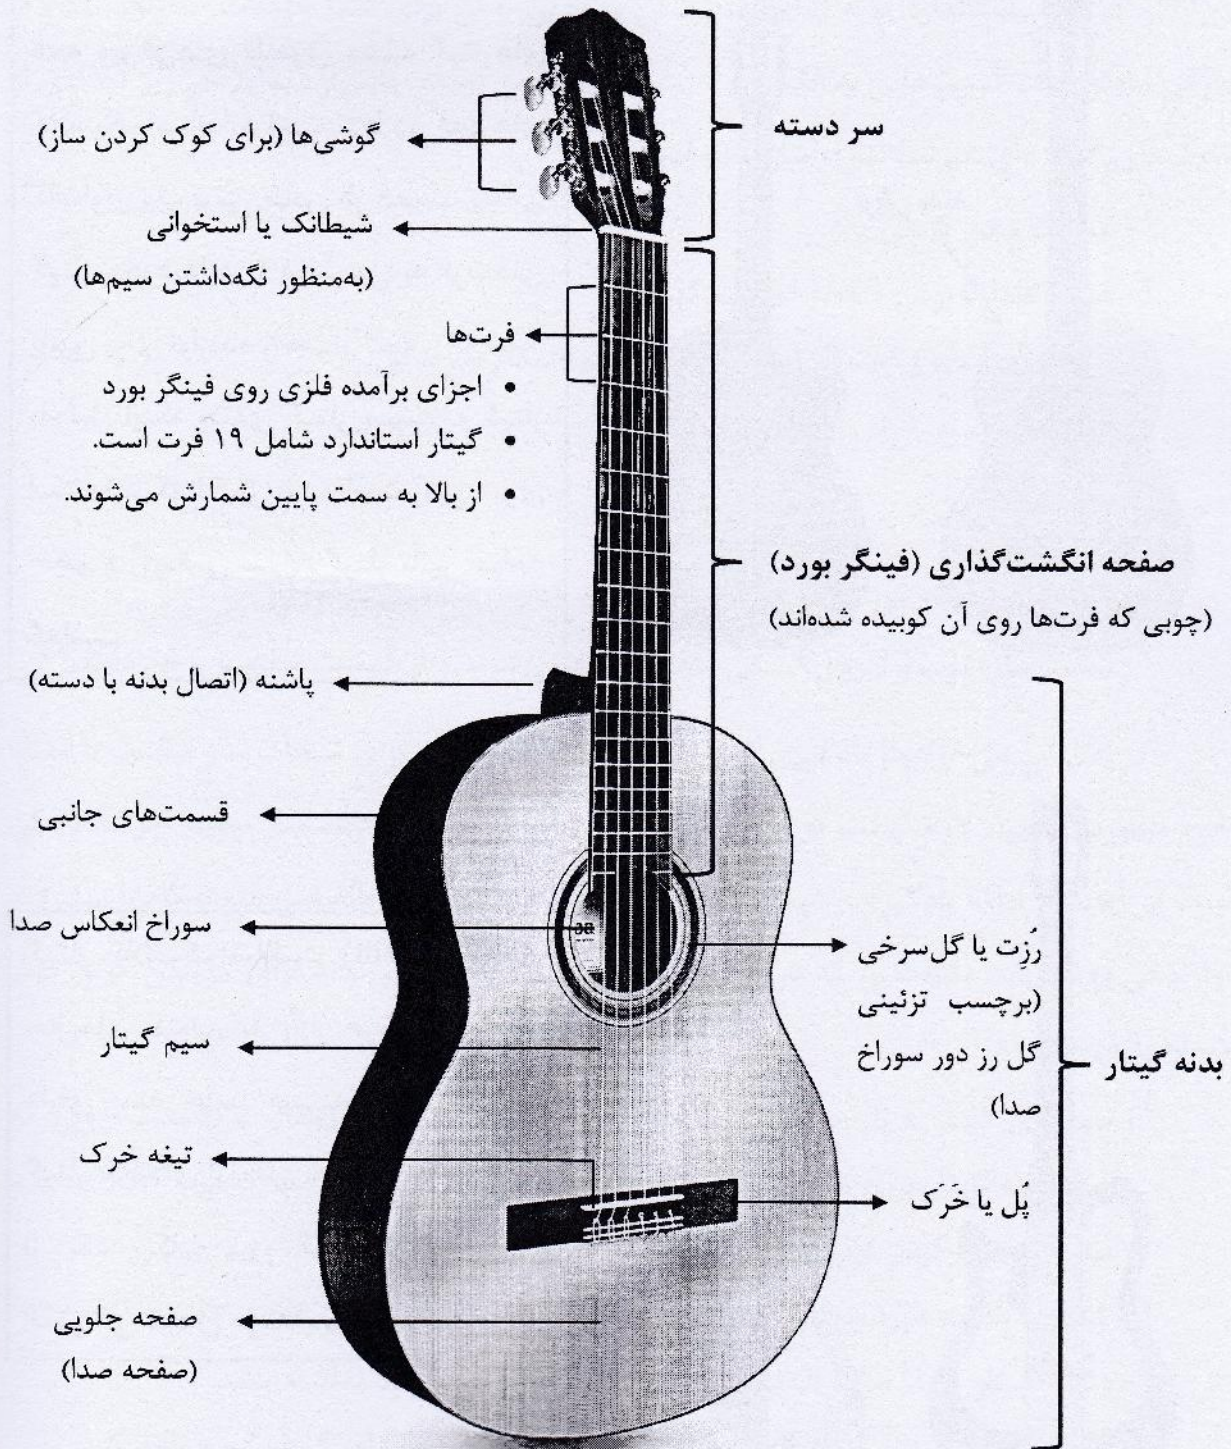 سر دسته
گوشی‌ها (برای کوک کردن ساز)
شیطانک یا استخوانی
(به‌منظور نگه‌داشتن سیم‌ها)
فرت‌ها
• اجزای برآمده فلزی روی فینگر بورد
• گیتار استاندارد شامل ۱۹ فرت است.
• از بالا به سمت پایین شمارش می‌شوند.
صفحه انگشت‌گذاری (فینگر بورد)
(چوبی که فرت‌ها روی آن کوبیده شده‌اند)
پاشنه (اتصال بدنه با دسته)
قسمت‌های جانبی
سوراخ انعکاس صدا
رُزِت یا گل‌سرخی
(برچسب تزئینی
گل رز دور سوراخ
صدا)
سیم گیتار
بدنه گیتار
تیغه خرک
پُل یا خَرَک
صفحه جلویی
(صفحه صدا)